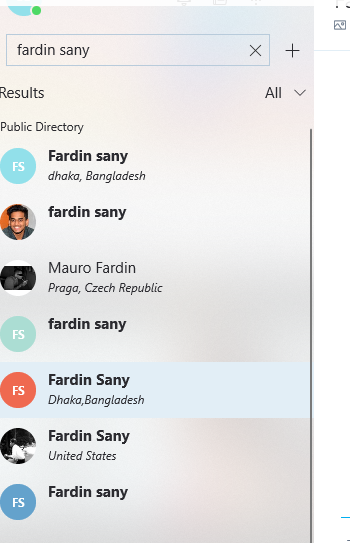 fardin sany
Results
All
Public Directory
FS
Fardin sany
dhaka, Bangladesh
fardin sany
Mauro Fardin
Praga, Czech Republic
FS
fardin sany
FS
Fardin Sany
Dhaka,Bangladesh
Fardin Sany
United States
FS
Fardin sany